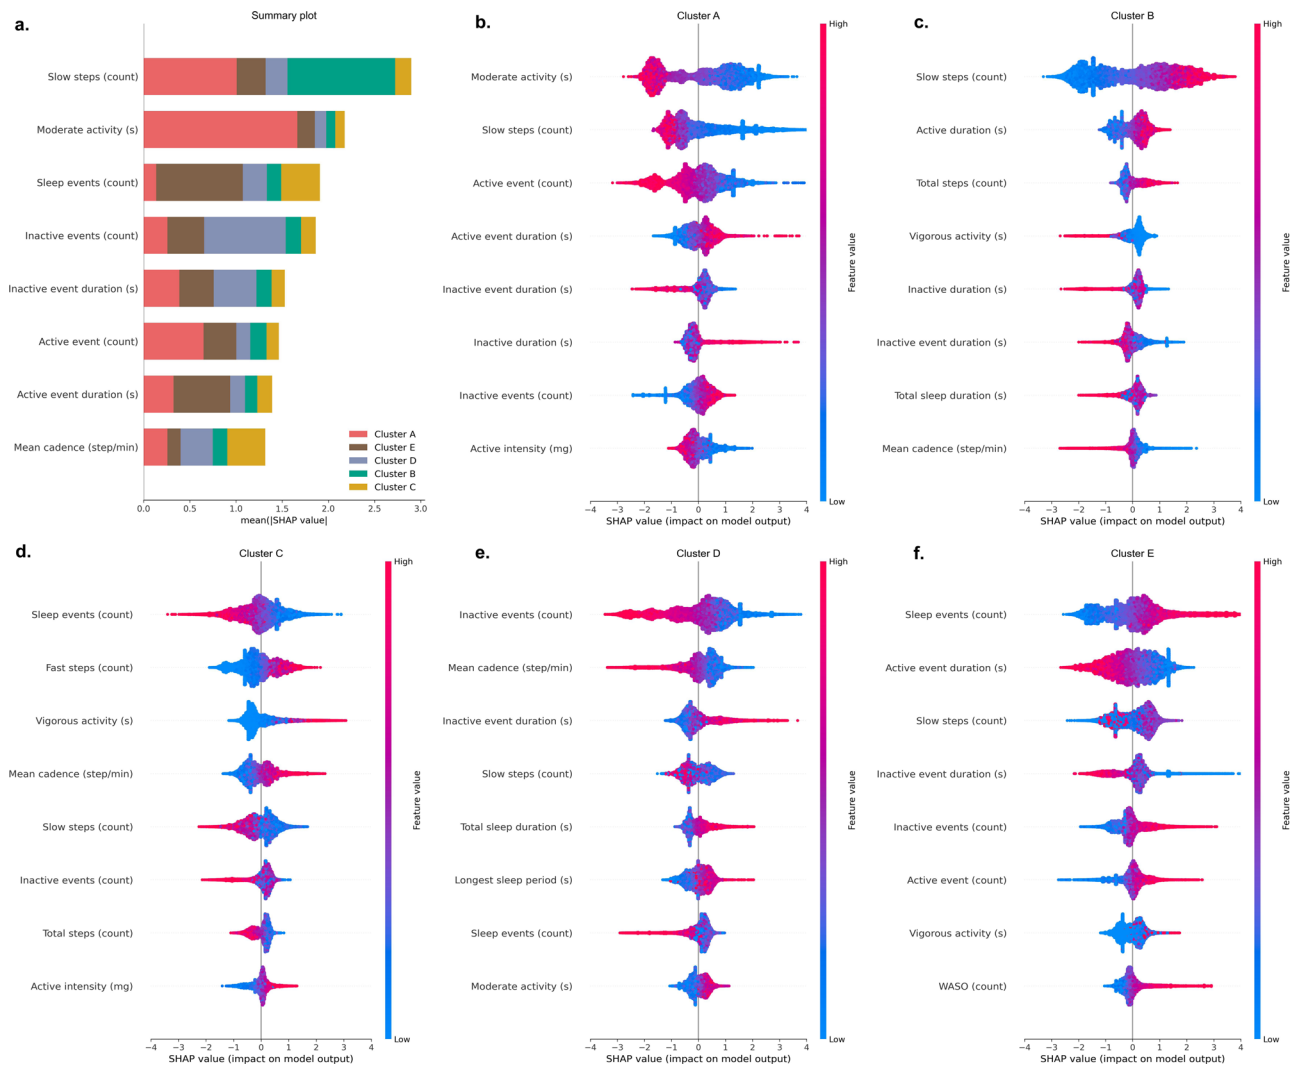 a.
Summary plot
Slow steps (count)
Moderate activity (s)
Sleep events (count)
Inactive events (count)
Inactive event duration (s)
Active event (count)
Active event duration (s)
Mean cadence (step/min)
Cluster A
Cluster E
Cluster D
Cluster B
Cluster C
0.0 0.5 1.0 1.5 2.0 2.5 3.0
mean(|SHAP value|
b.
Cluster A
Moderate activity (s)
Slow steps (count)
Active event (count)
Active event duration (s)
Inactive event duration (s)
Inactive duration (s)
Inactive events (count)
Active intensity (mg)
−4 −3 −2 −1 0 1 2 3 4
SHAP value (impact on model output)
High
Feature value
Low
c.
Cluster B
Slow steps (count)
Active duration (s)
Total steps (count)
Vigorous activity (s)
Inactive duration (s)
Inactive event duration (s)
Total sleep duration (s)
Mean cadence (step/min)
−4 −3 −2 −1 0 1 2 3 4
SHAP value (impact on model output)
High
Feature value
Low
d.
Cluster C
Sleep events (count)
Fast steps (count)
Vigorous activity (s)
Mean cadence (step/min)
Slow steps (count)
Inactive events (count)
Total steps (count)
Active intensity (mg)
−4 −3 −2 −1 0 1 2 3 4
SHAP value (impact on model output)
High
Feature value
Low
e.
Cluster D
Inactive events (count)
Mean cadence (step/min)
Inactive event duration (s)
Slow steps (count)
Total sleep duration (s)
Longest sleep period (s)
Sleep events (count)
Moderate activity (s)
−4 −3 −2 −1 0 1 2 3 4
SHAP value (impact on model output)
High
Feature value
Low
f.
Cluster E
Sleep events (count)
Active event duration (s)
Slow steps (count)
Inactive event duration (s)
Inactive events (count)
Active event (count)
Vigorous activity (s)
WASO (count)
−4 −3 −2 −1 0 1 2 3 4
SHAP value (impact on model output)
High
Feature value
Low